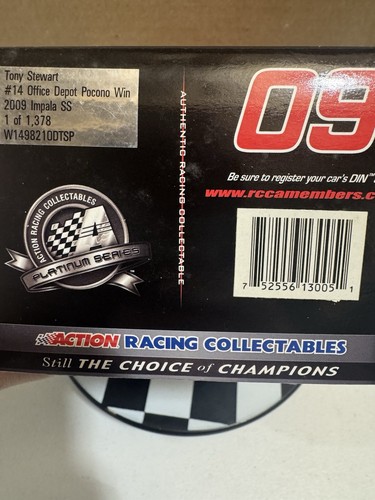 Tony Stewart
#14 Office Depot Pocono Win
2009 Impala SS
1 of 1,378
W1498210DTSP
AUTHENTIC RACING COLLECTABLE
09
Be sure to register your car's DIN™
www.rccamembers.c
ACTION RACING COLLECTABLES
PLATINUM SERIES
7 52556 13005 1
ACTION RACING COLLECTABLES
Still THE CHOICE of CHAMPIONS